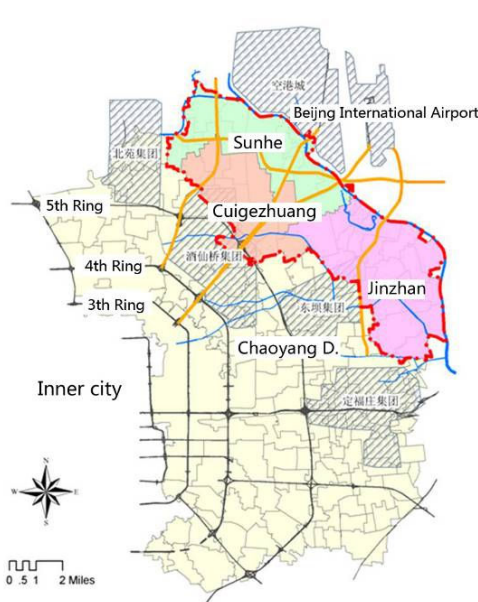 空港城
Beijng International Airport
Sunhe
北苑集团
5th Ring
Cuigezhuang
酒仙桥集团
4th Ring
Jinzhan
3th Ring
东坝集团
Chaoyang D.
Inner city
定福庄集团
N
W E
S
0 .5 1 2 Miles